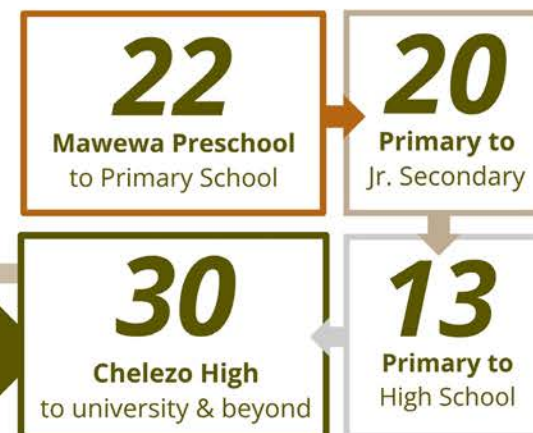 22
Mawewa Preschool
to Primary School
20
Primary to
Jr. Secondary
30
Chelezo High
to university & beyond
13
Primary to
High School